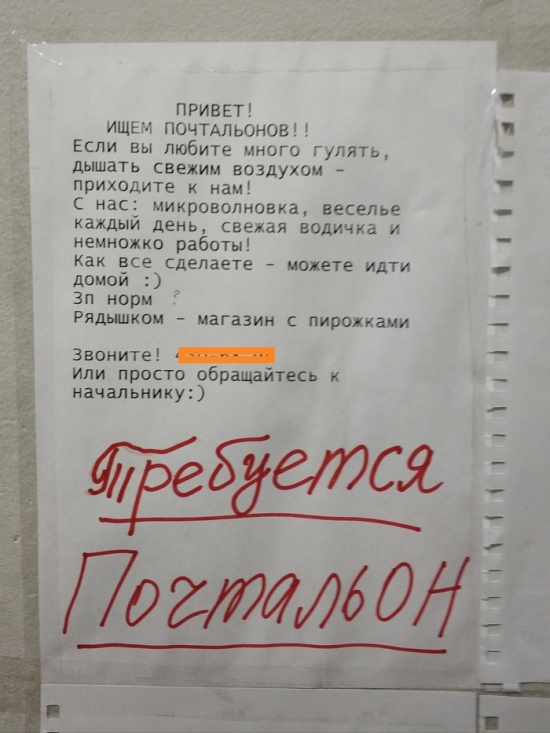 ПРИВЕТ!
ИЩЕМ ПОЧТАЛЬОНОВ!!
Если вы любите много гулять,
дышать свежим воздухом -
приходите к нам!
С нас: микроволновка, веселье
каждый день, свежая водичка и
немножко работы!
Как все сделаете - можете идти
домой :)
Зп норм ?
Рядышком - магазин с пирожками
Звоните!
Или просто обращайтесь к
начальнику:)
Требуется
Почтальон